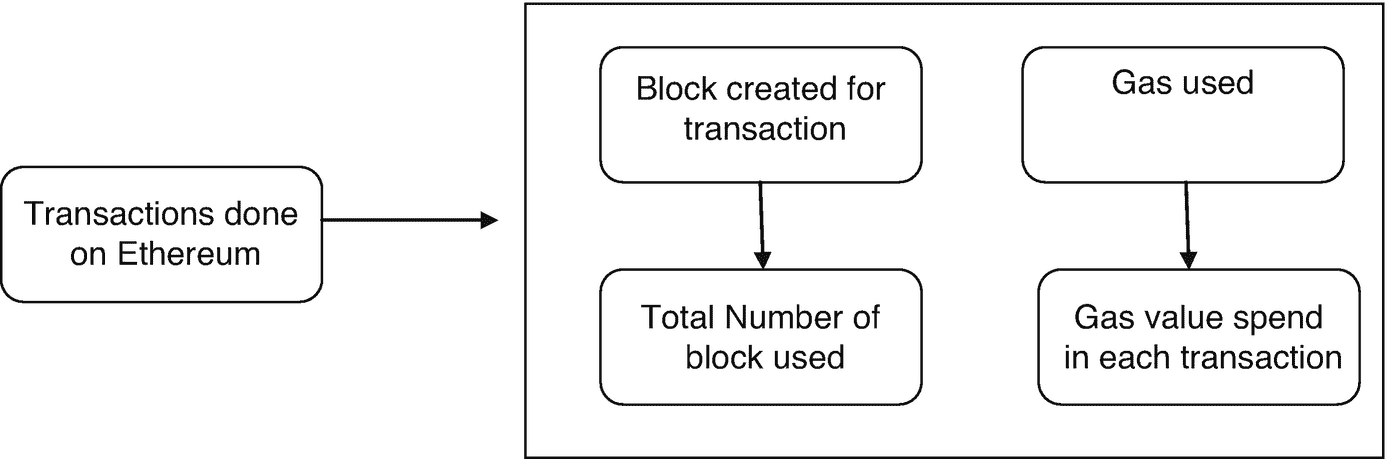 Transactions done
on Ethereum
Block created for
transaction
Total Number of
block used
Gas used
Gas value spend
in each transaction